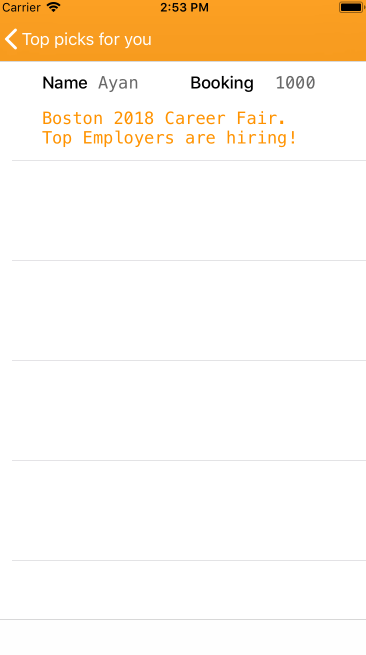 Carrier 2:53 PM
Top picks for you
Name Ayan Booking 1000
Boston 2018 Career Fair.
Top Employers are hiring!